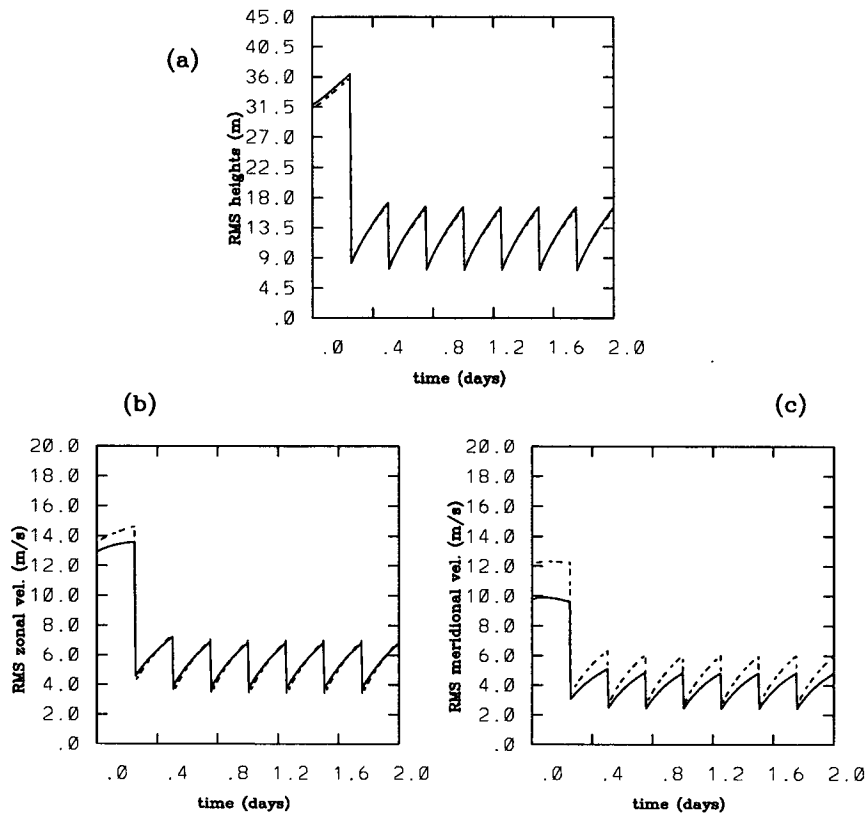 (a)
RMS heights (m)
45.0
40.5
36.0
31.5
27.0
22.5
18.0
13.5
9.0
4.5
.0
.0 .4 .8 1.2 1.6 2.0
time (days)
(b)
RMS zonal vel. (m/s)
20.0
18.0
16.0
14.0
12.0
10.0
8.0
6.0
4.0
2.0
.0
.0 .4 .8 1.2 1.6 2.0
time (days)
(c)
RMS meridional vel. (m/s)
20.0
18.0
16.0
14.0
12.0
10.0
8.0
6.0
4.0
2.0
.0
.0 .4 .8 1.2 1.6 2.0
time (days)